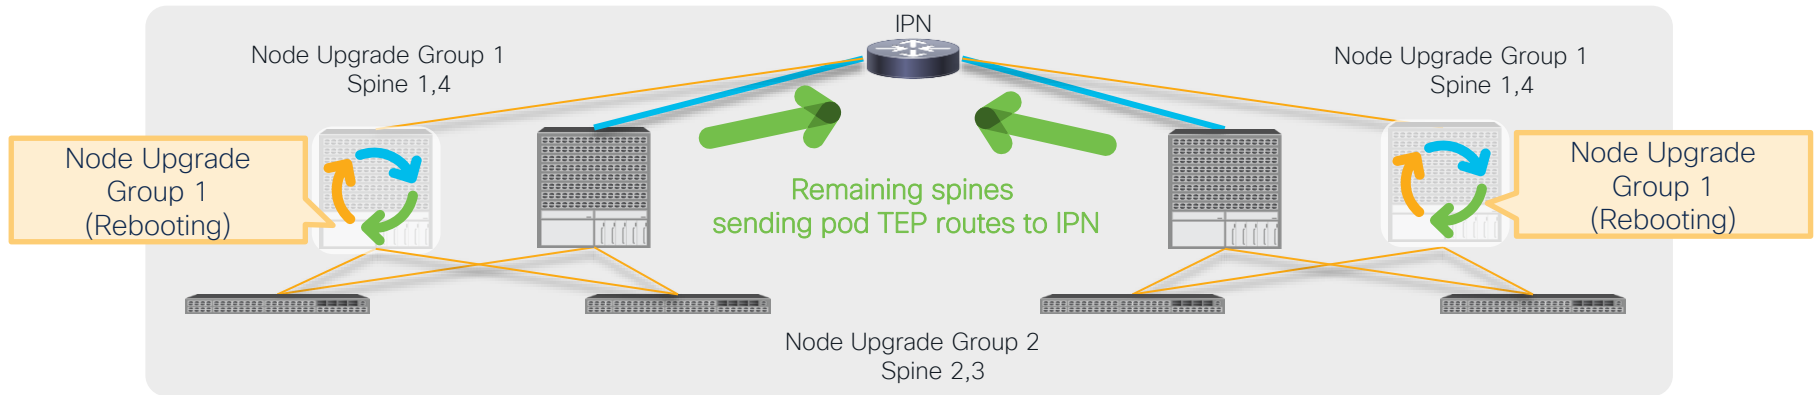 IPN
Node Upgrade Group 1
Spine 1,4
Node Upgrade Group 1
Spine 1,4
Node Upgrade
Group 1
(Rebooting)
Remaining spines
sending pod TEP routes to IPN
Node Upgrade
Group 1
(Rebooting)
Node Upgrade Group 2
Spine 2,3